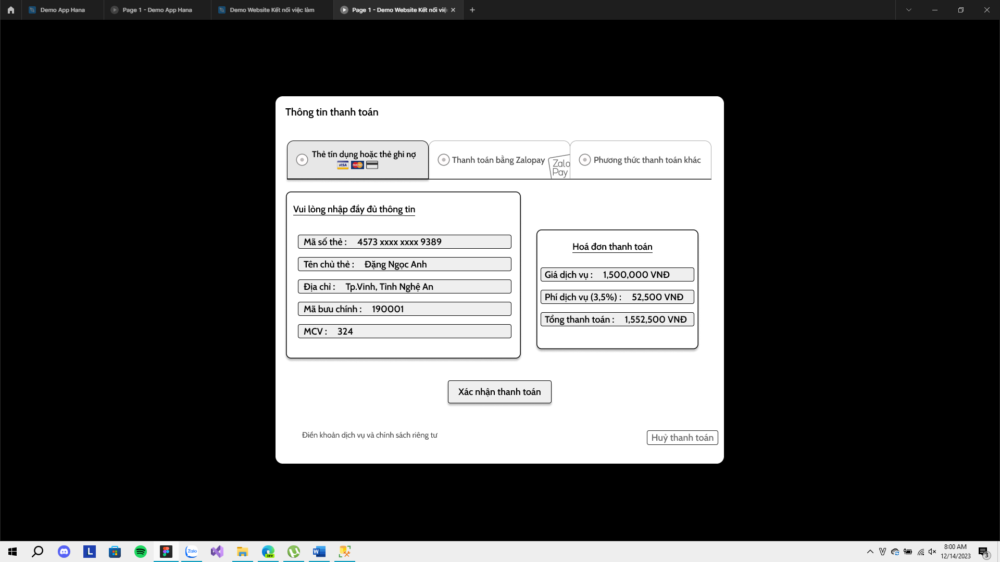 Demo App Hana
Page 1 - Demo App Hana
Demo Website Kết nối việc làm
Page 1 - Demo Website Kết nối việ
Thông tin thanh toán
Thẻ tín dụng hoặc thẻ ghi nợ
VISA
MasterCard
Thanh toán bằng Zalopay
Zalo
Pay
Phương thức thanh toán khác
Vui lòng nhập đầy đủ thông tin
Mã số thẻ : 4573 xxxx xxxx 9389
Tên chủ thẻ : Đặng Ngọc Anh
Địa chỉ : Tp.Vinh, Tỉnh Nghệ An
Mã bưu chính : 190001
MCV : 324
Hoá đơn thanh toán
Giá dịch vụ : 1,500,000 VNĐ
Phí dịch vụ (3,5%) : 52,500 VNĐ
Tổng thanh toán : 1,552,500 VNĐ
Xác nhận thanh toán
Điền khoản dịch vụ và chính sách riêng tư
Huỷ thanh toán
L
Zalo
DEV
W
V
8:00 AM
12/14/2023
3